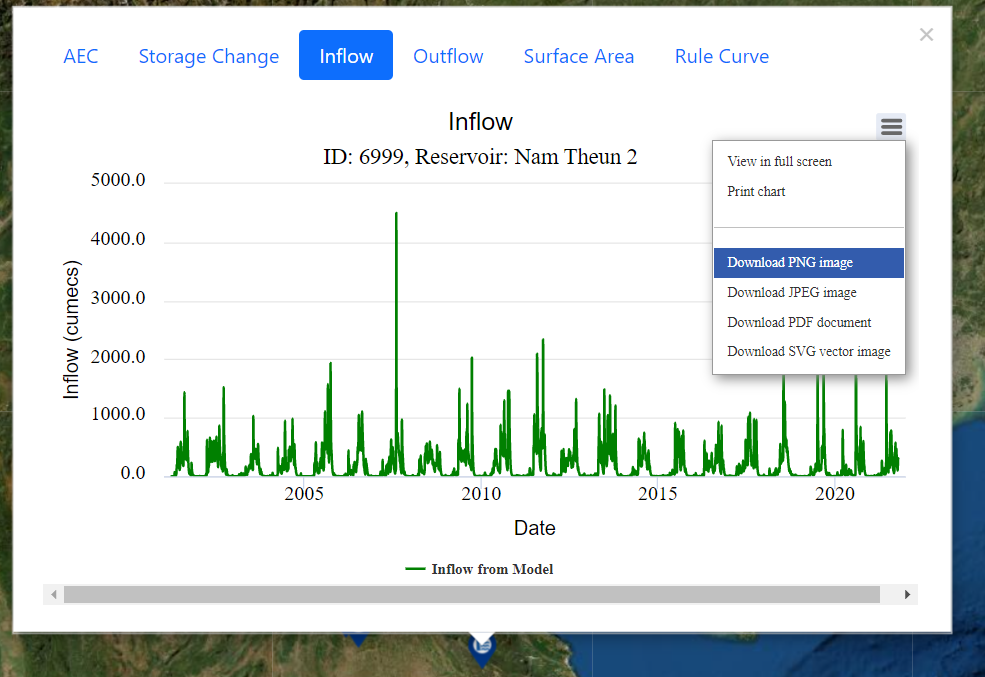 AEC Storage Change Inflow Outflow Surface Area Rule Curve
Inflow
ID: 6999, Reservoir: Nam Theun 2
View in full screen
Print chart
Download PNG image
Download JPEG image
Download PDF document
Download SVG vector image
Inflow (cumecs)
5000.0
4000.0
3000.0
2000.0
1000.0
0.0
2005 2010 2015 2020
Date
Inflow from Model